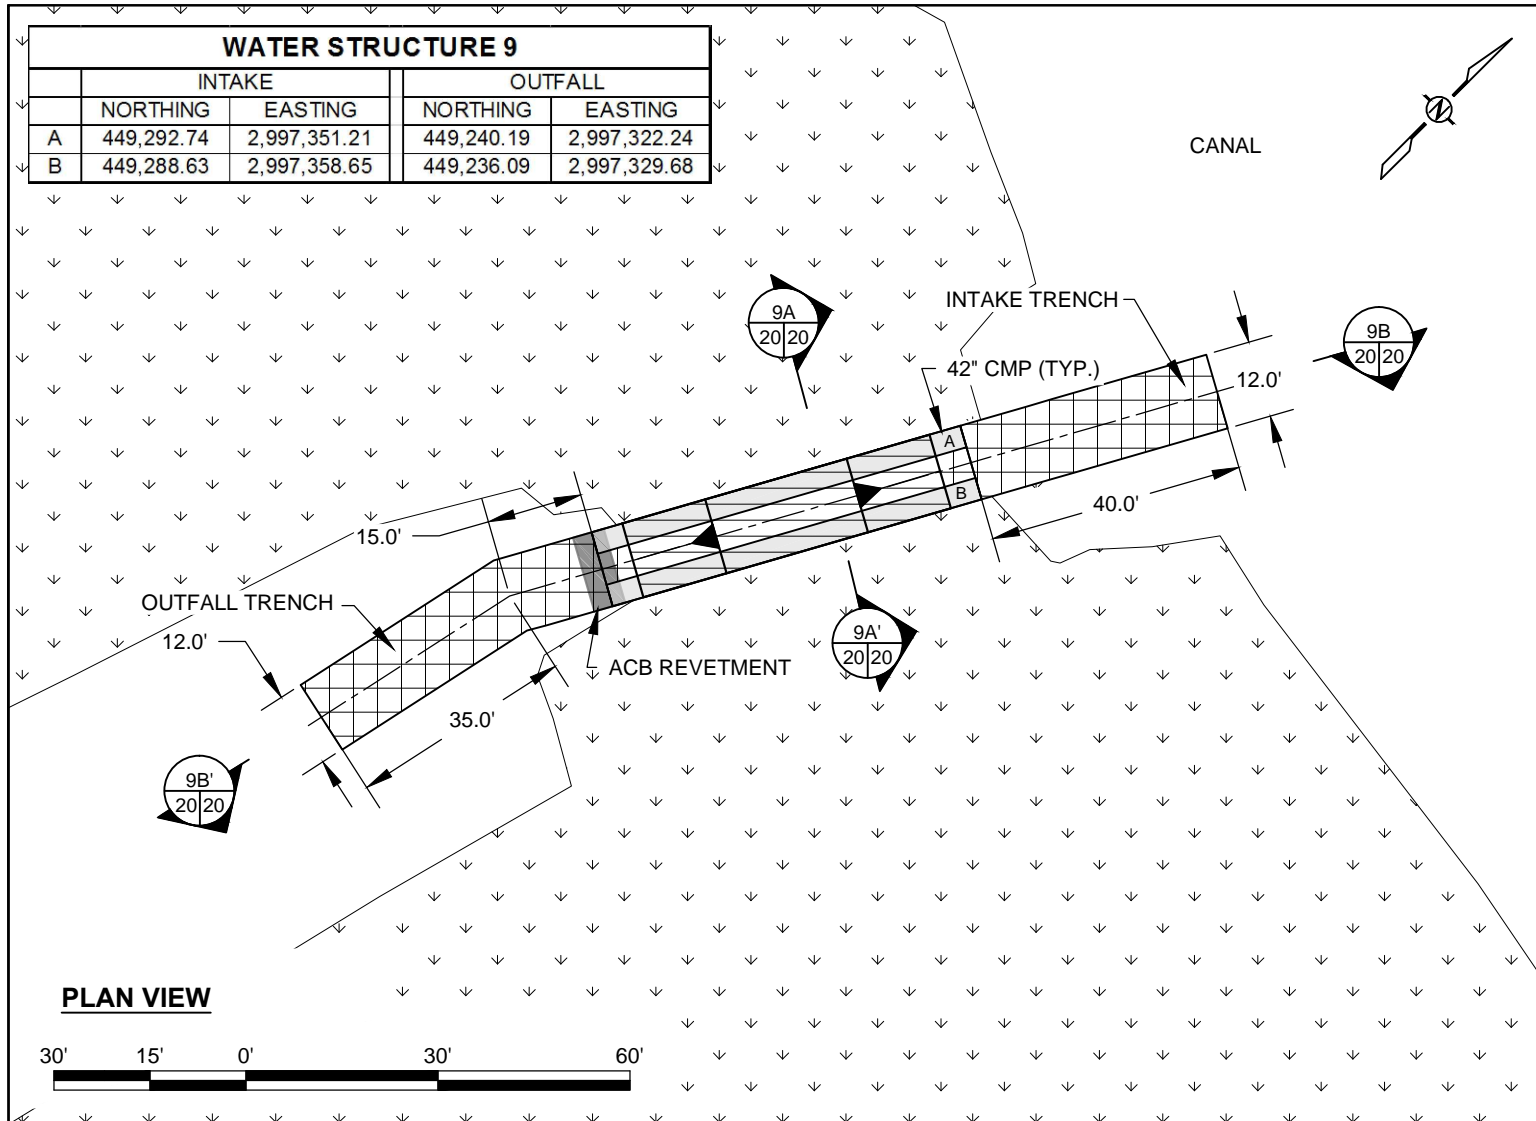 WATER STRUCTURE 9
INTAKE OUTFALL
NORTHING EASTING NORTHING EASTING
A 449,292.74 2,997,351.21 449,240.19 2,997,322.24
B 449,288.63 2,997,358.65 449,236.09 2,997,329.68
N
CANAL
INTAKE TRENCH
9A
20 20
9B
20 20
42" CMP (TYP.)
12.0'
A
B
40.0'
15.0'
OUTFALL TRENCH
12.0'
9A'
20 20
ACB REVETMENT
35.0'
9B'
20 20
PLAN VIEW
30' 15' 0' 30' 60'